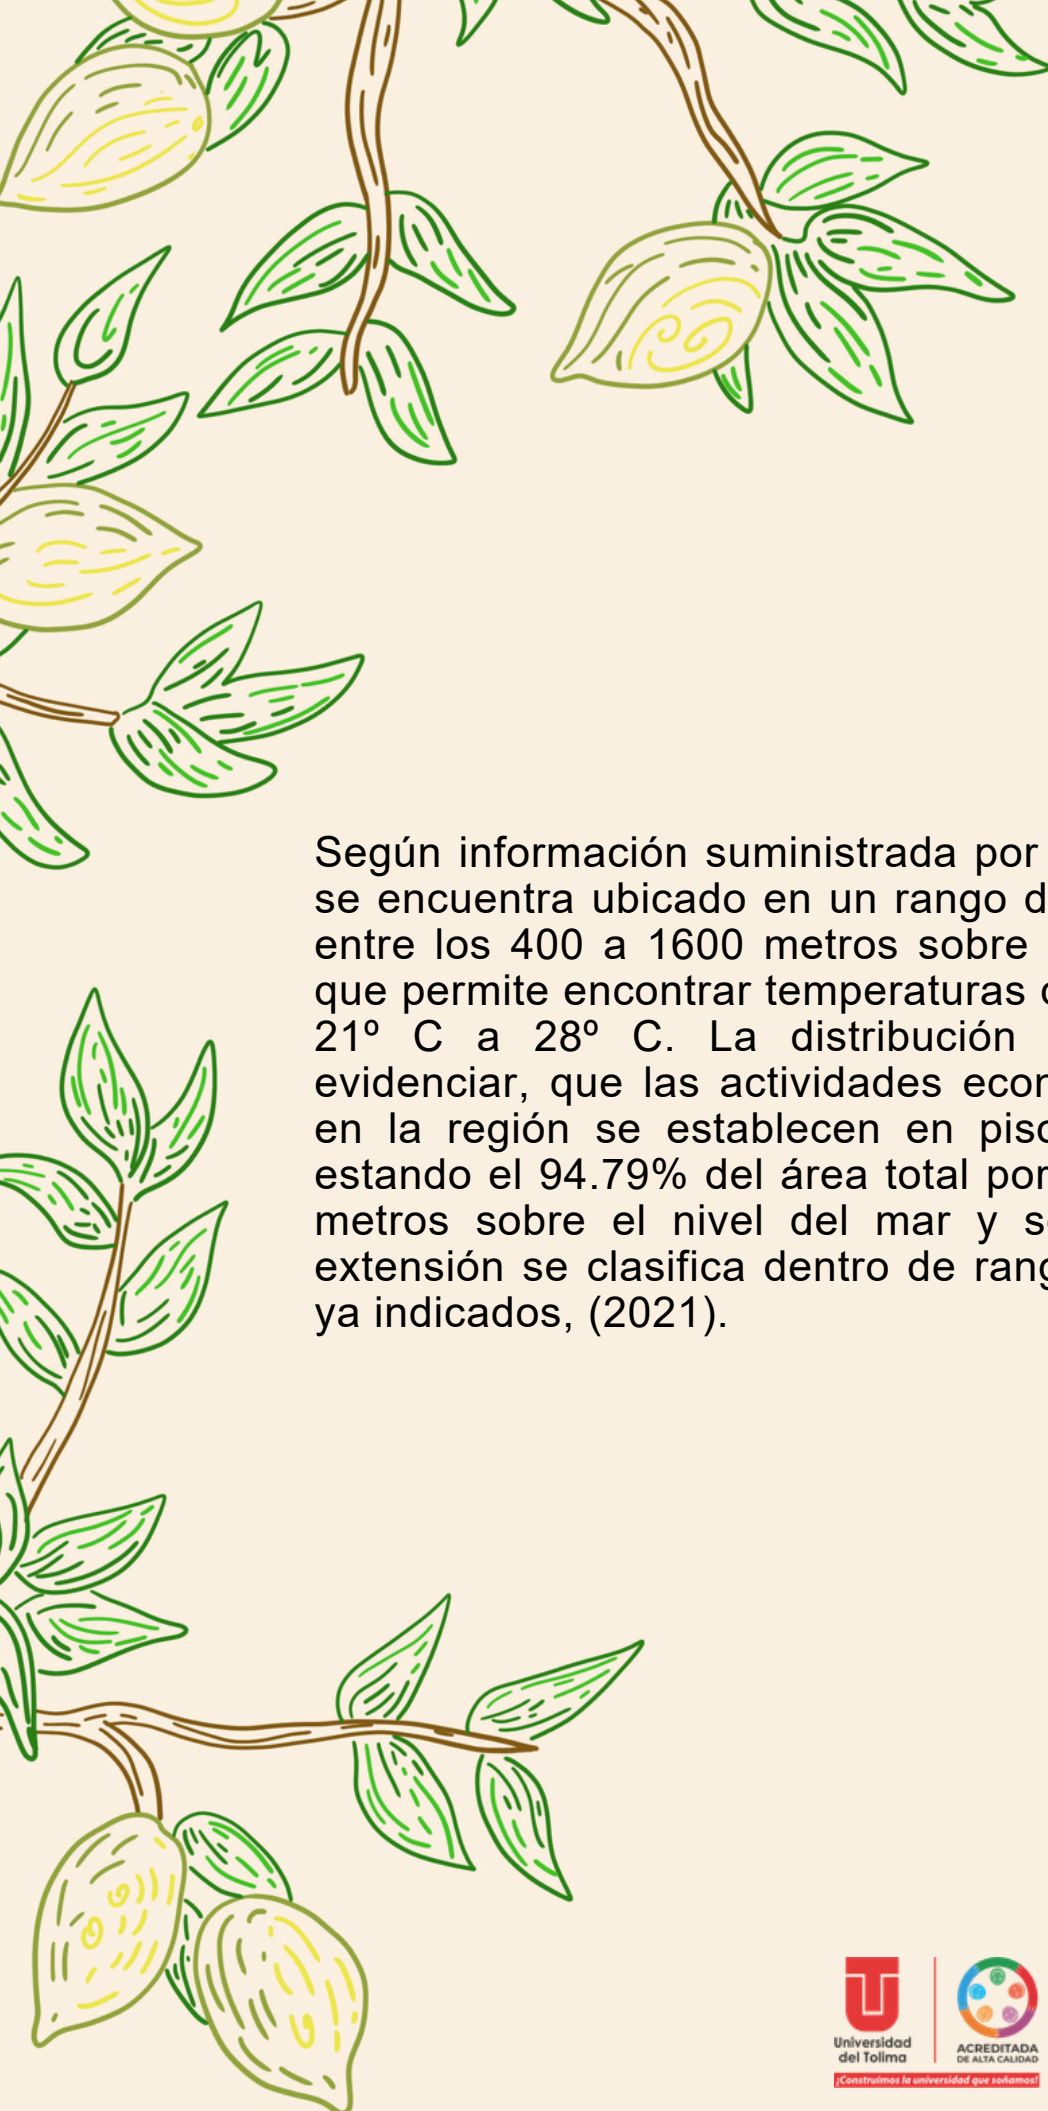 Según información suministrada por
se encuentra ubicado en un rango d
entre los 400 a 1600 metros sobre
que permite encontrar temperaturas
21º C a 28º C. La distribución
evidenciar, que las actividades econ
en la región se establecen en piso
estando el 94.79% del área total por
metros sobre el nivel del mar y s
extensión se clasifica dentro de rang
ya indicados, (2021).
Universidad
del Tolima
ACREDITADA
DE ALTA CALIDAD
¡Construimos la universidad que soñamos!